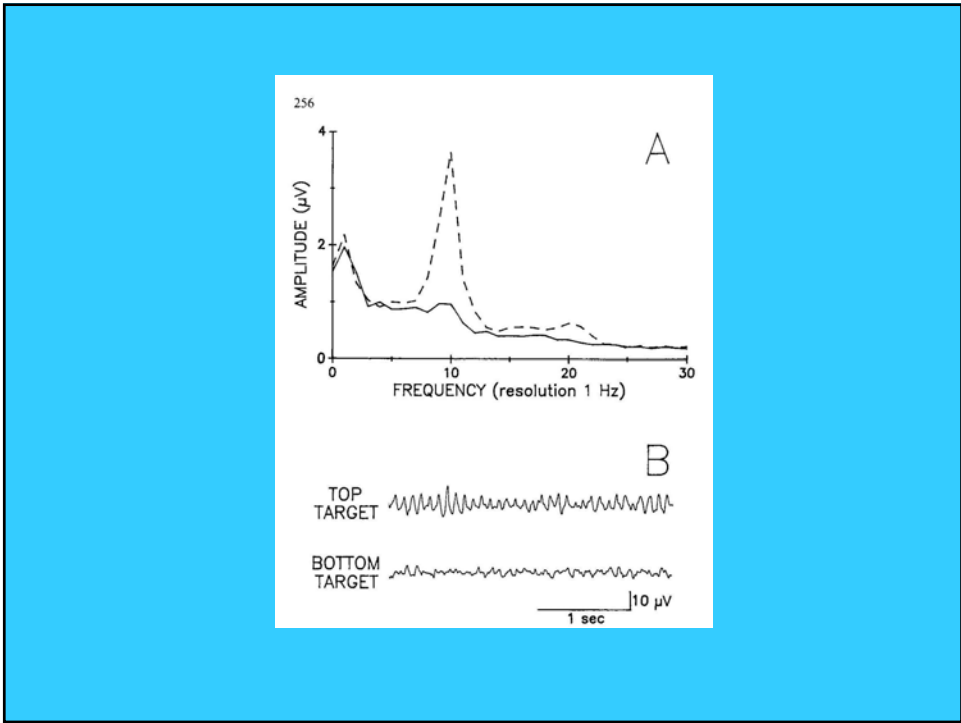 256
A
4
2
0
AMPLITUDE (µV)
0 10 20 30
FREQUENCY (resolution 1 Hz)
B
TOP
TARGET
BOTTOM
TARGET
10 µV
1 sec